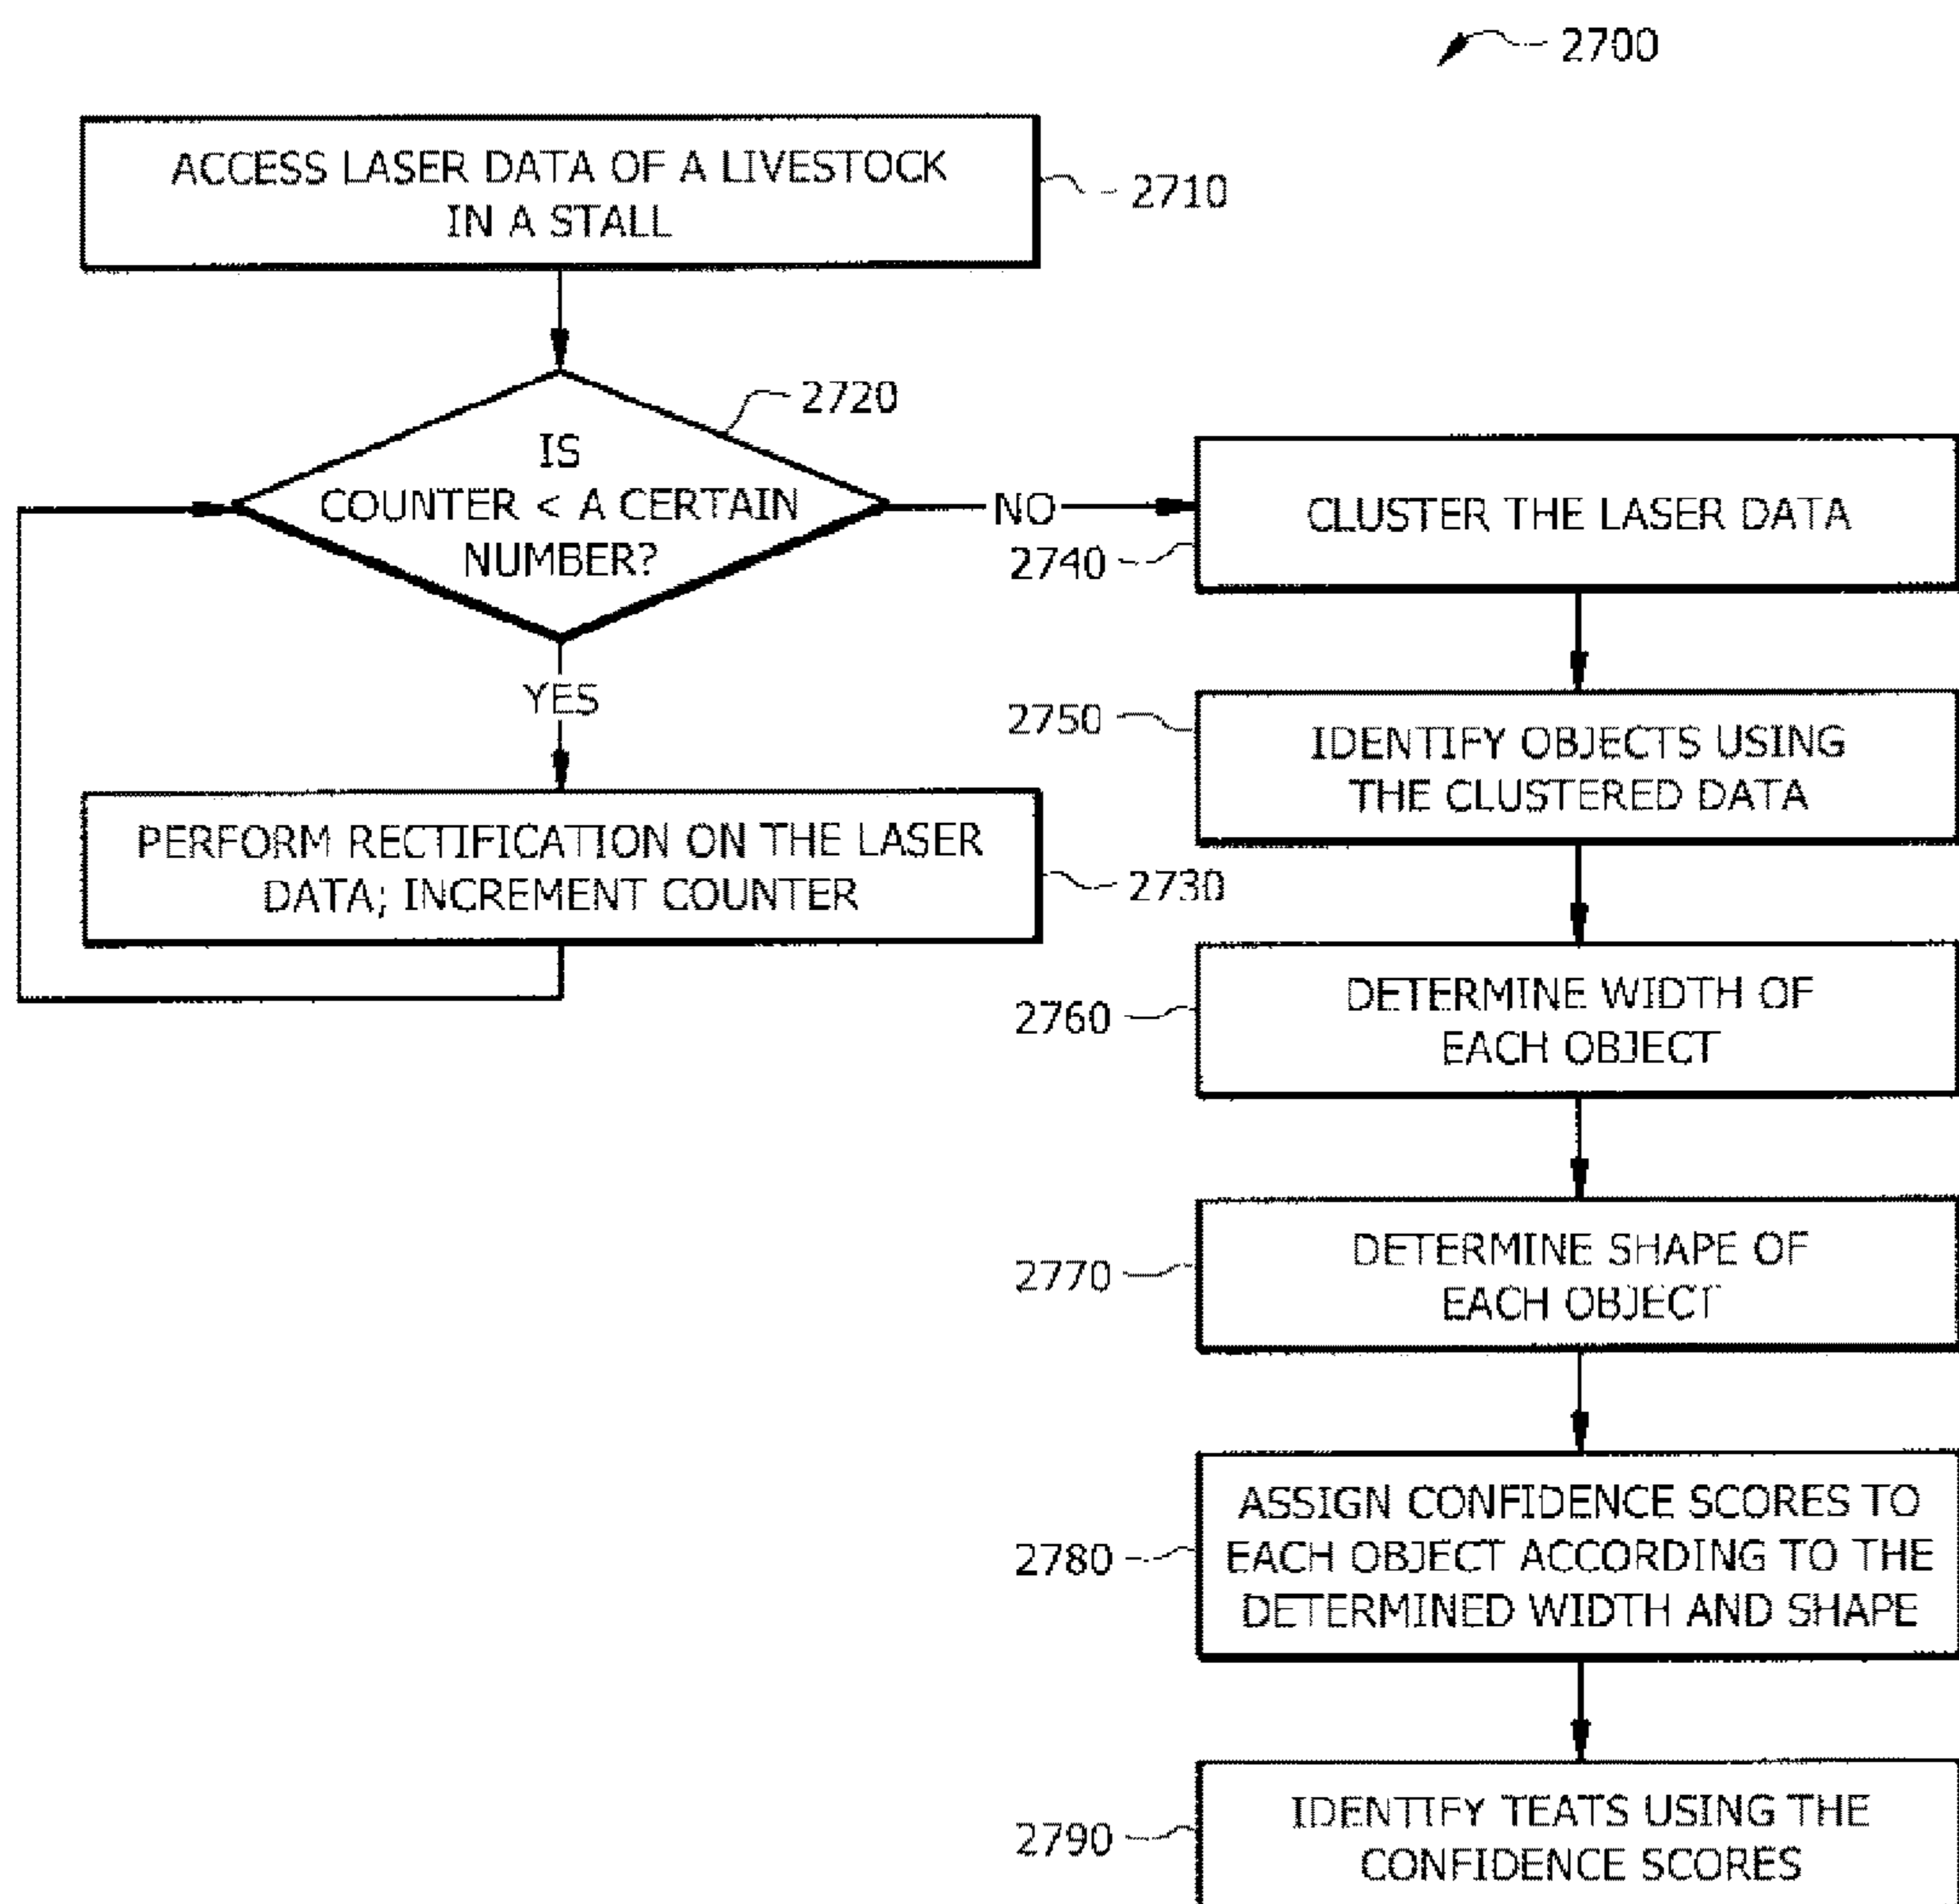 2700
ACCESS LASER DATA OF A LIVESTOCK
IN A STALL
2710
2720
IS
COUNTER < A CERTAIN
NUMBER?
YES
PERFORM RECTIFICATION ON THE LASER
DATA; INCREMENT COUNTER
2730
NO
CLUSTER THE LASER DATA
2740
2750
IDENTIFY OBJECTS USING
THE CLUSTERED DATA
2760
DETERMINE WIDTH OF
EACH OBJECT
2770
DETERMINE SHAPE OF
EACH OBJECT
2780
ASSIGN CONFIDENCE SCORES TO
EACH OBJECT ACCORDING TO THE
DETERMINED WIDTH AND SHAPE
2790
IDENTIFY TEATS USING THE
CONFIDENCE SCORES